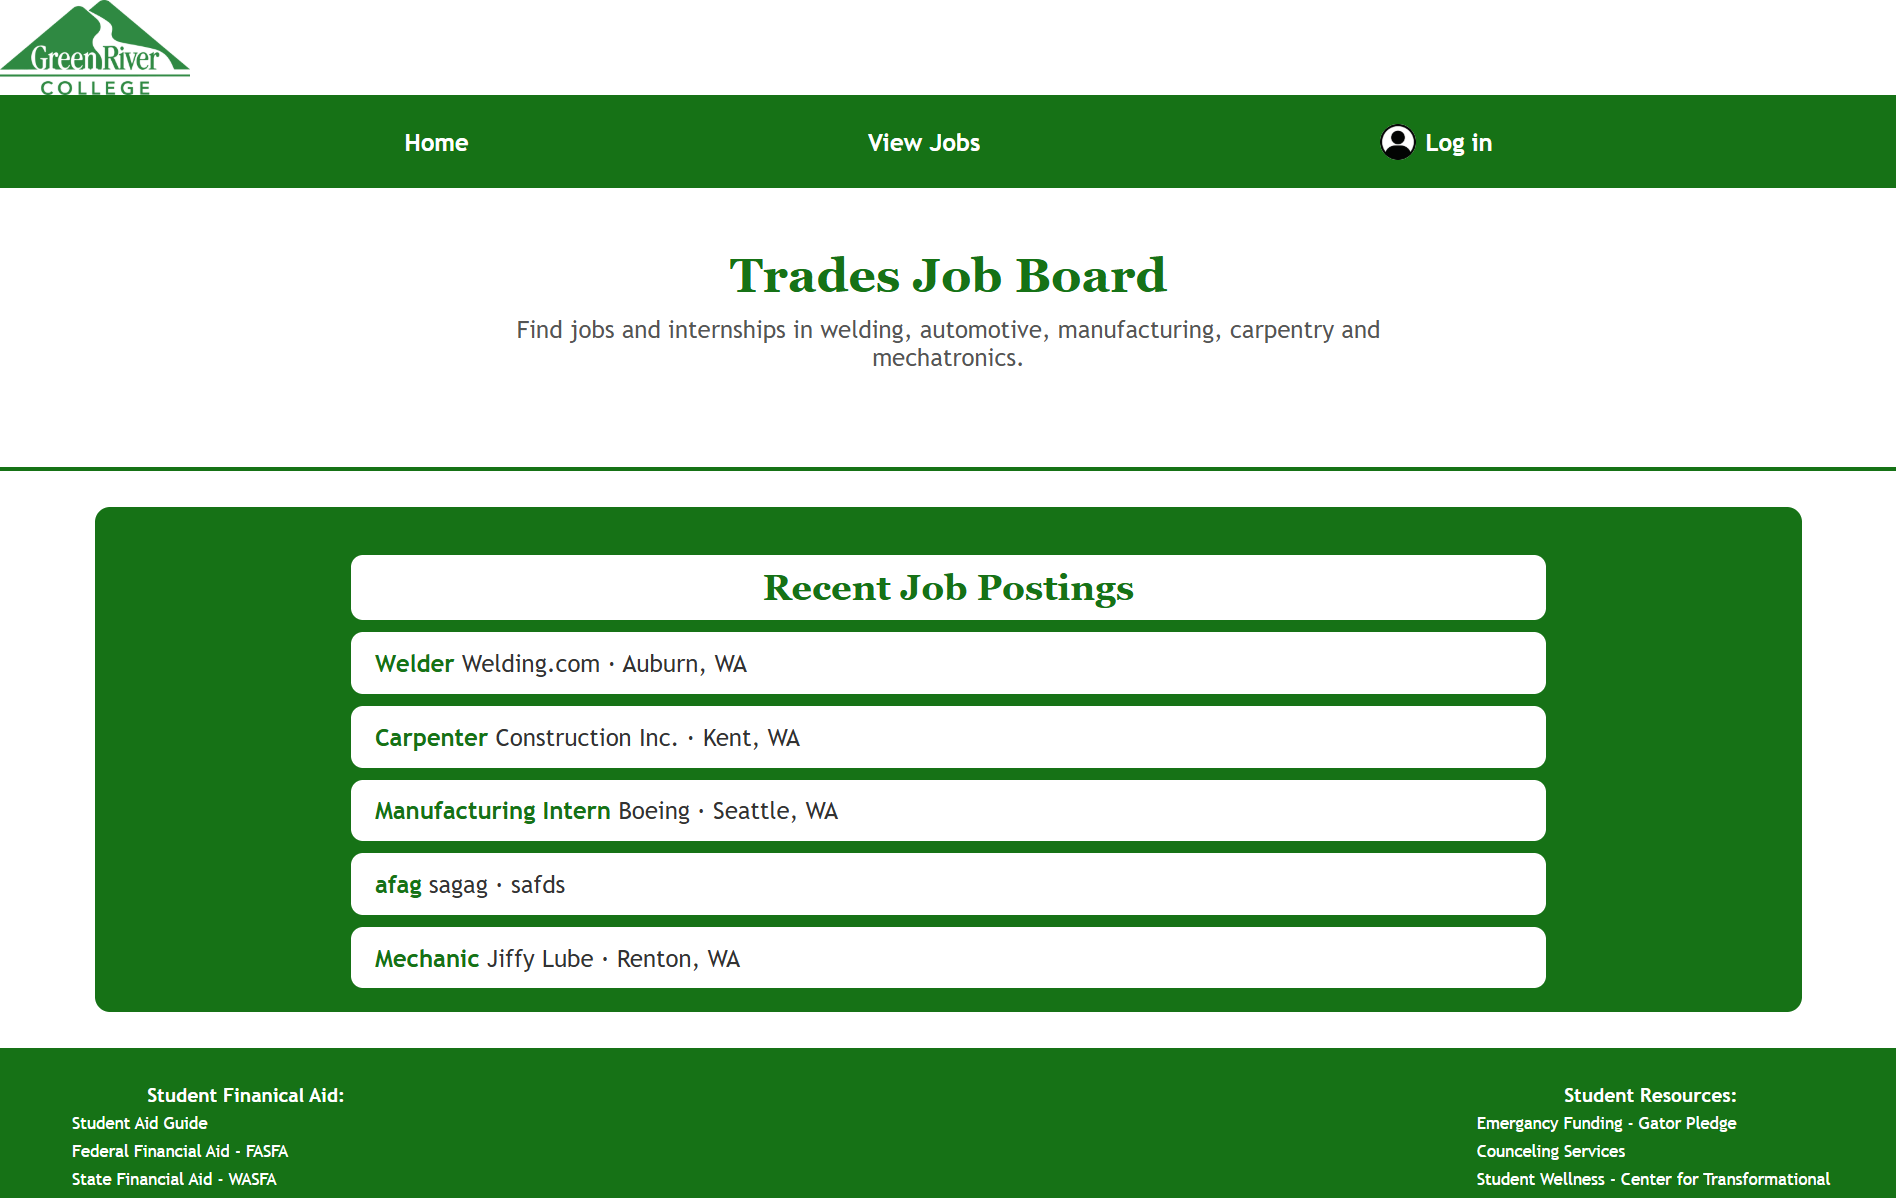 Green River
COLLEGE
Home
View Jobs
Log in
Trades Job Board
Find jobs and internships in welding, automotive, manufacturing, carpentry and
mechatronics.
Recent Job Postings
Welder Welding.com · Auburn, WA
Carpenter Construction Inc. · Kent, WA
Manufacturing Intern Boeing · Seattle, WA
afag sagag · safds
Mechanic Jiffy Lube · Renton, WA
Student Finanical Aid:
Student Aid Guide
Federal Financial Aid - FASFA
State Financial Aid - WASFA
Student Resources:
Emergancy Funding - Gator Pledge
Counceling Services
Student Wellness - Center for Transformational